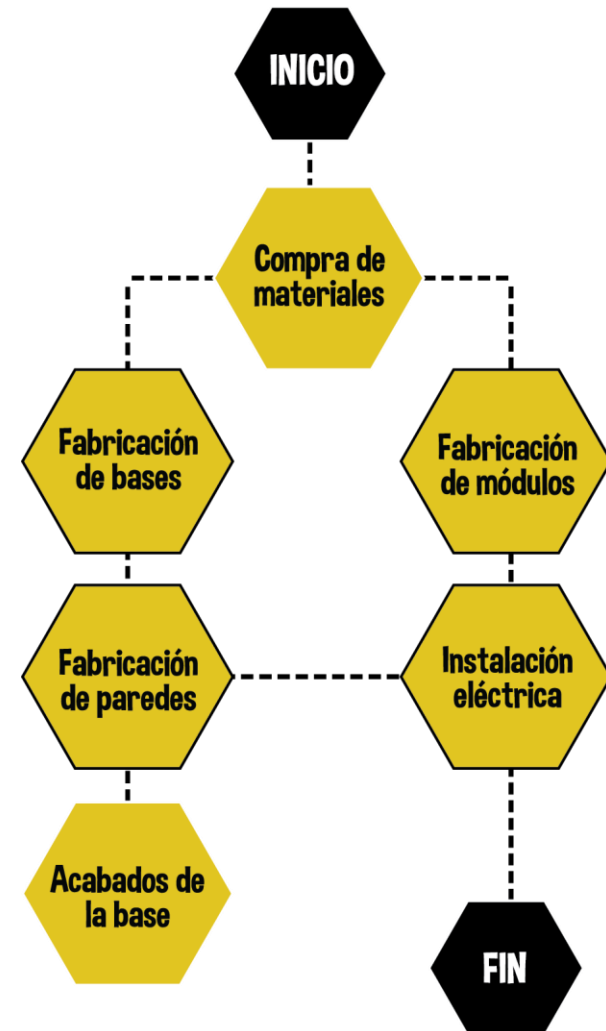 INICIO
Compra de
materiales
Fabricación
de bases
Fabricación
de módulos
Fabricación
de paredes
Instalación
eléctrica
Acabados de
la base
FIN